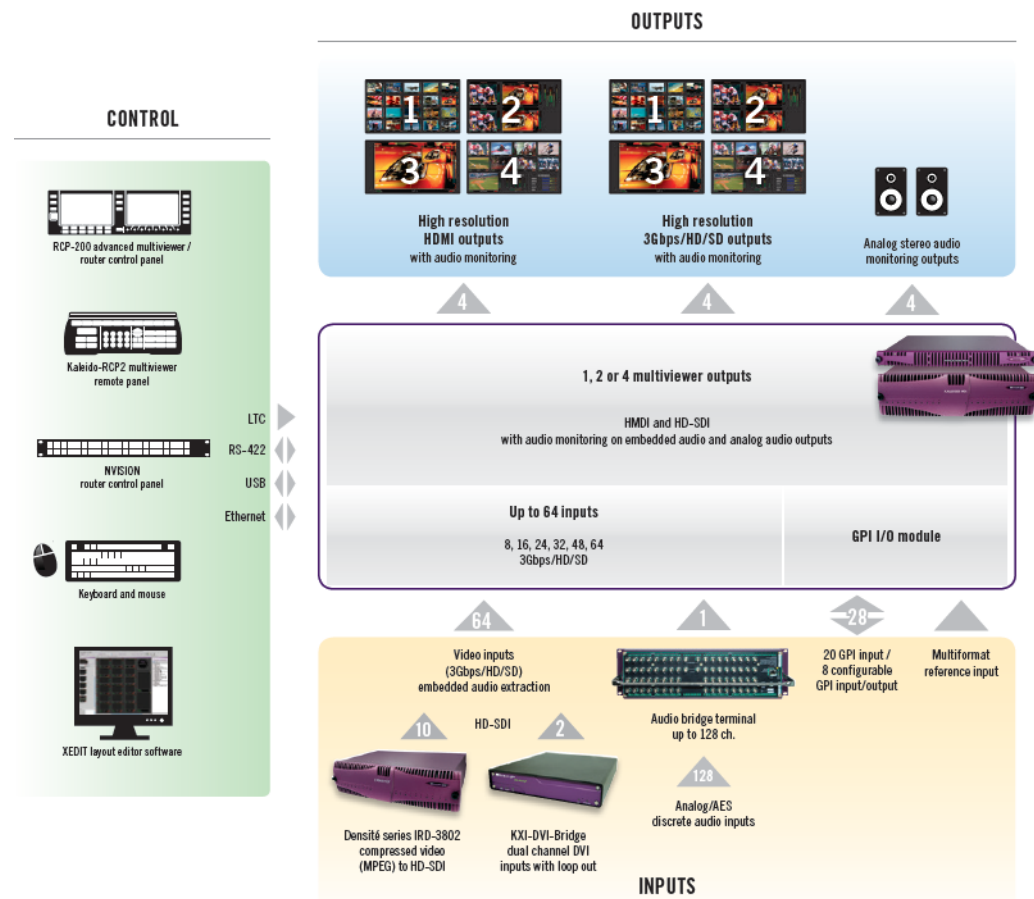 OUTPUTS
CONTROL
1
2
3
4
1
2
3
4
High resolution
HDMI outputs
with audio monitoring
High resolution
3Gbps/HD/SD outputs
with audio monitoring
Analog stereo audio
monitoring outputs
4
4
4
RCP-200 advanced multiviewer /
router control panel
Kaleido-RCP2 multiviewer
remote panel
NVISION
router control panel
Keyboard and mouse
XEDIT layout editor software
LTC
RS-422
USB
Ethernet
1, 2 or 4 multiviewer outputs
HMDI and HD-SDI
with audio monitoring on embedded audio and analog audio outputs
Up to 64 inputs
8, 16, 24, 32, 48, 64
3Gbps/HD/SD
GPI I/O module
64
1
28
Video inputs
(3Gbps/HD/SD)
embedded audio extraction
20 GPI input /
8 configurable
GPI input/output
Multiformat
reference input
10
HD-SDI
2
Audio bridge terminal
up to 128 ch.
128
Analog/AES
discrete audio inputs
Densité series IRD-3802
compressed video
(MPEG) to HD-SDI
KXI-DVI-Bridge
dual channel DVI
inputs with loop out
INPUTS